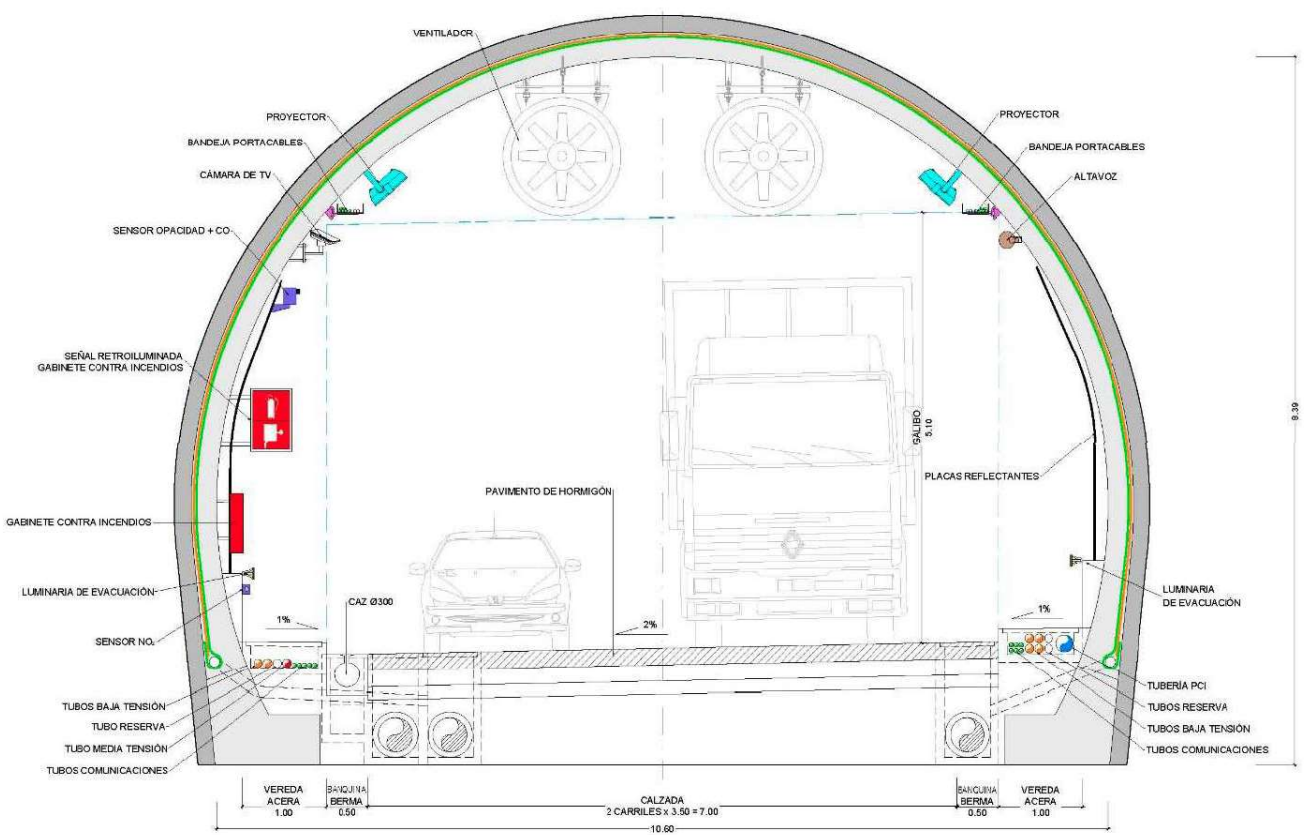 VENTILADOR
PROYECTOR
BANDEJA PORTACABLES
CÁMARA DE TV
SENSOR OPACIDAD + CO
SEÑAL RETROILUMINADA
GABINETE CONTRA INCENDIOS
GABINETE CONTRA INCENDIOS
LUMINARIA DE EVACUACIÓN
SENSOR NO.
TUBOS BAJA TENSIÓN
TUBO RESERVA
TUBO MEDIA TENSIÓN
TUBOS COMUNICACIONES
1%
CAZ Ø300
PAVIMENTO DE HORMIGÓN
2%
GÁLIBO
5.10
PROYECTOR
BANDEJA PORTACABLES
ALTAVOZ
PLACAS REFLECTANTES
LUMINARIA
DE EVACUACIÓN
1%
TUBERÍA PCI
TUBOS RESERVA
TUBOS BAJA TENSIÓN
TUBOS COMUNICACIONES
8.39
VEREDA
ACERA
1.00
BANQUINA
BERMA
0.50
CALZADA
2 CARRILES x 3.50 = 7.00
BANQUINA
BERMA
0.50
VEREDA
ACERA
1.00
10.60